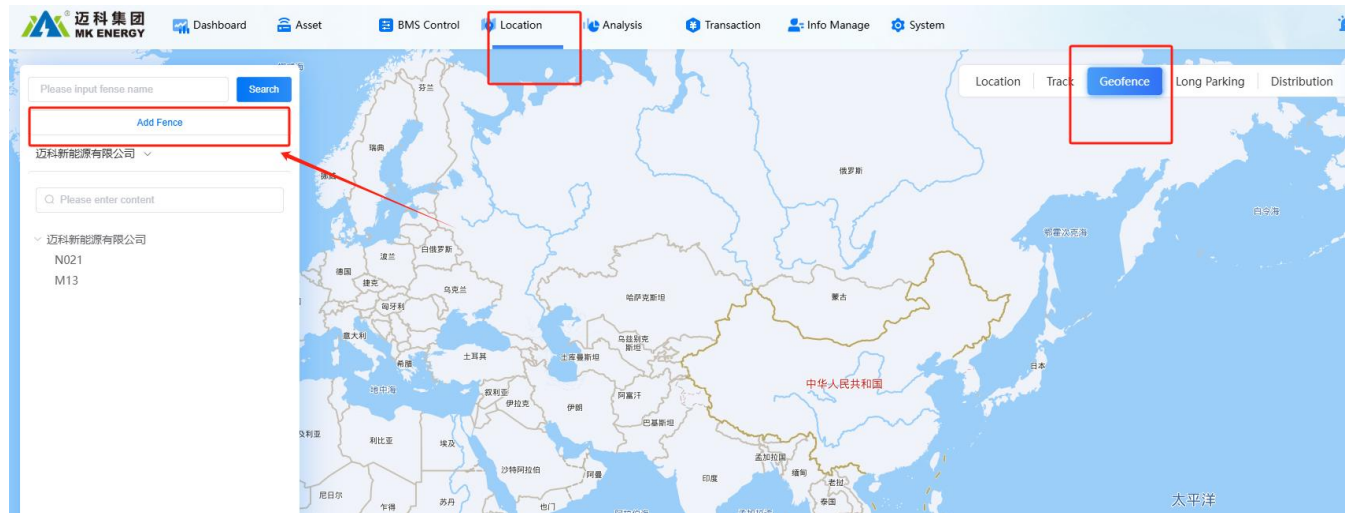 迈科集团
MK ENERGY
Dashboard
Asset
BMS Control
Location
Analysis
Transaction
Info Manage
System
Please input fense name
Search
Add Fence
迈科新能源有限公司
Please enter content
迈科新能源有限公司
N021
M13
Location
Track
Geofence
Long Parking
Distribution
芬兰
瑞典
俄罗斯
白令海
鄂霍次克海
白俄罗斯
波兰
德国
捷克
乌克兰
匈牙利
哈萨克斯坦
蒙古
意大利
乌兹别克
斯坦
土库曼斯坦
土耳其
希腊
日本
中华人民共和国
地中海
叙利亚
伊拉克
伊朗
阿富汗
巴基斯坦
利比亚
埃及
沙特阿拉伯
阿曼
印度
孟加拉国
缅甸
老挝
泰国
尼日尔
乍得
苏丹
也门
太平洋